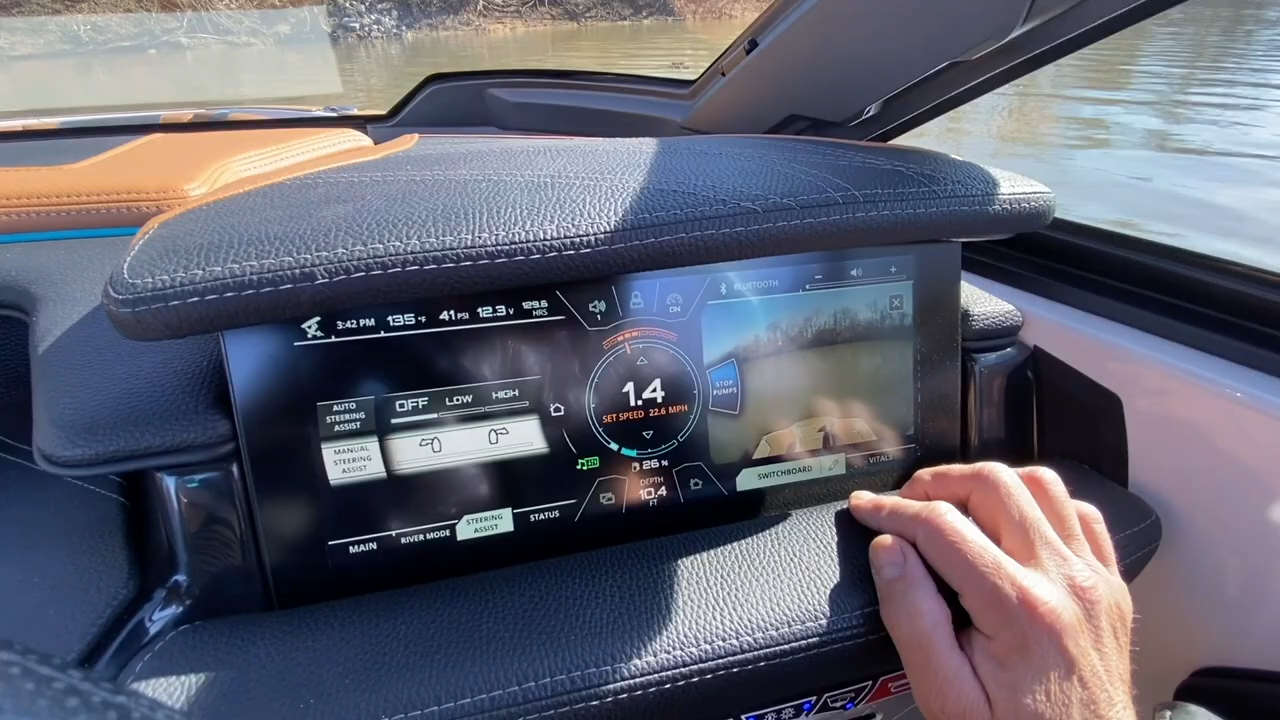 3:42 PM 135 °F 41 PSI 12.3 V 129.6 HRS
1
ON
BLUETOOTH
- +
AUTO
STEERING
ASSIST
OFF LOW HIGH
MANUAL
STEERING
ASSIST
1.4
SET SPEED 22.6 MPH
STOP
PUMPS
26 %
DEPTH
10.4
FT
SWITCHBOARD
VITALS
MAIN
RIVER MODE
STEERING
ASSIST
STATUS